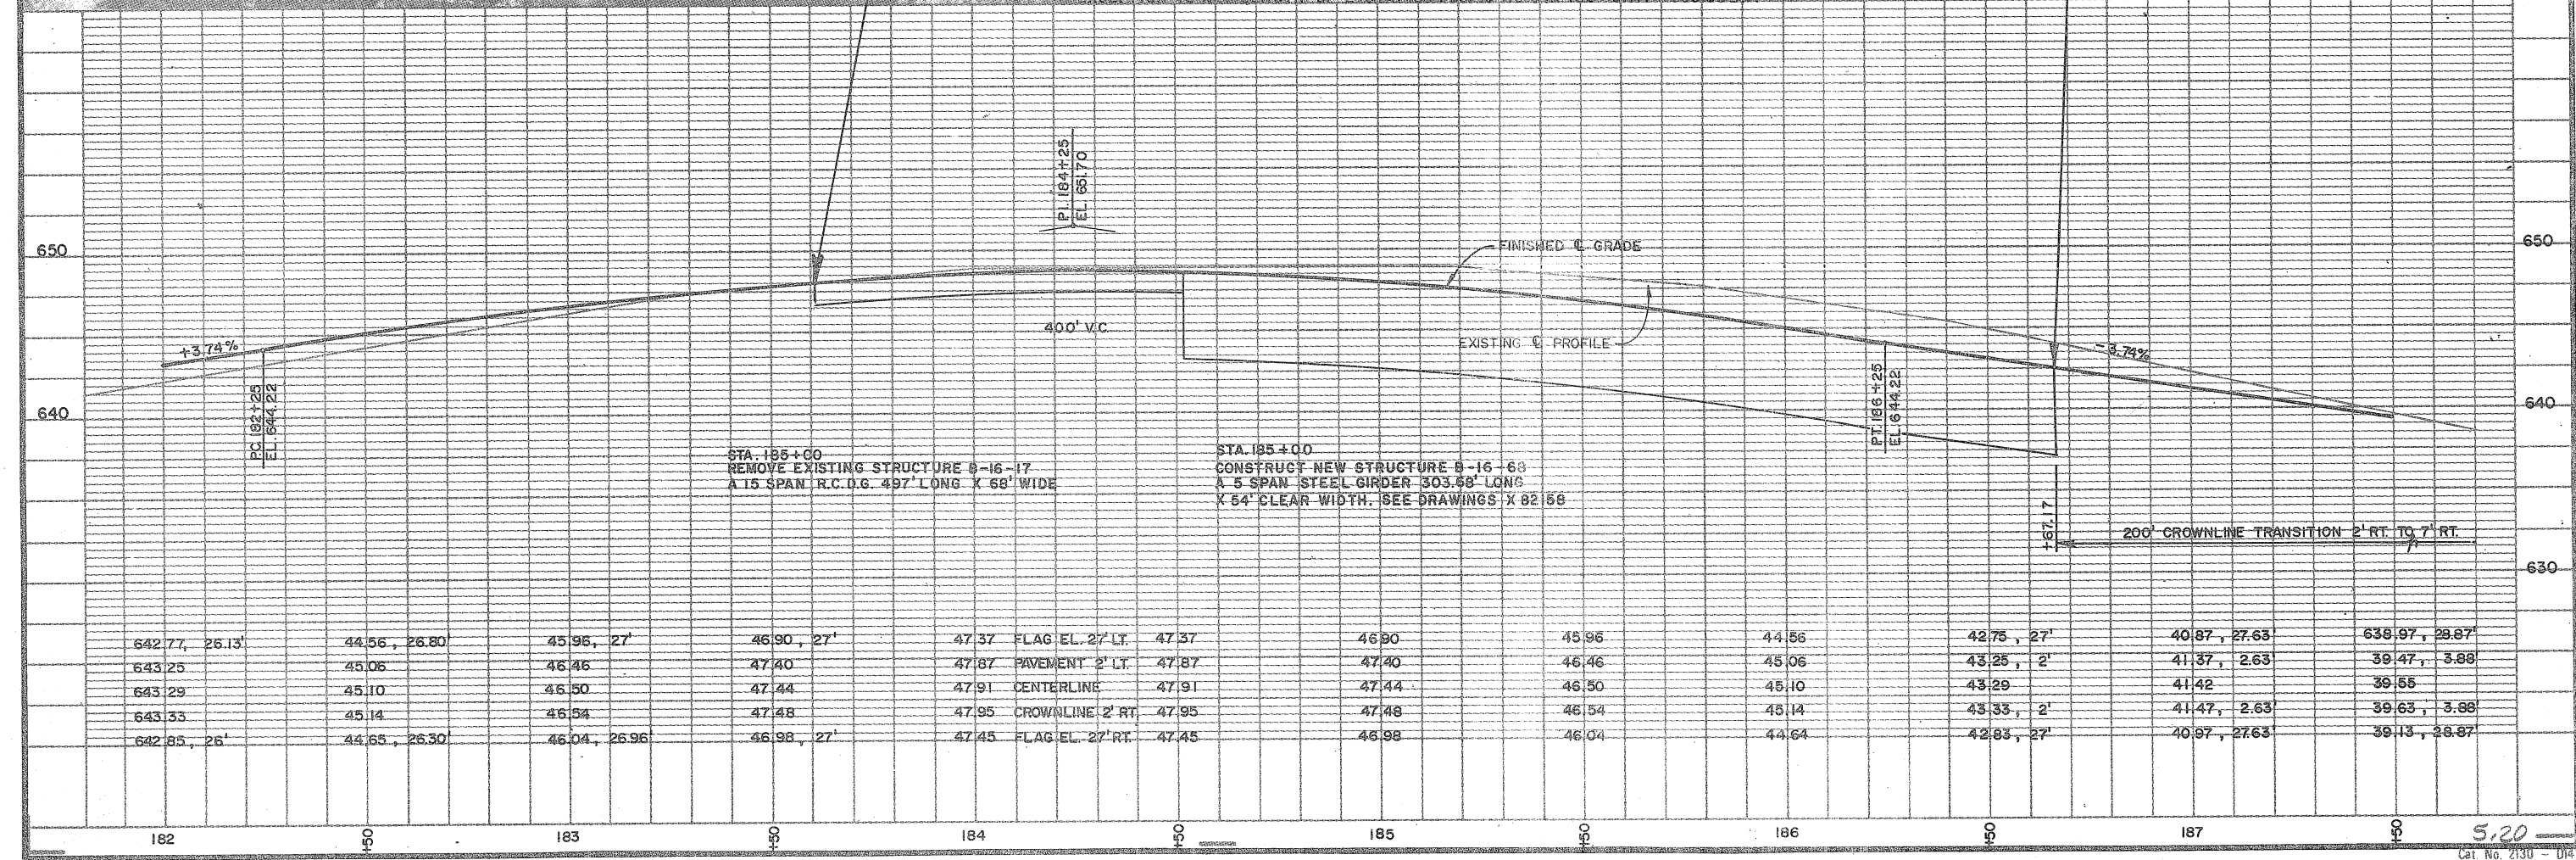 P.I. 184+25
EL. 651.70
650
650
FINISHED ℄ GRADE
400' V.C.
EXISTING ℄ PROFILE
+3.74%
-3.74%
P.C. 182+25
EL. 644.22
P.T. 186+25
EL. 644.22
640
640
STA. 185+00
REMOVE EXISTING STRUCTURE B-16-17
A 15 SPAN R.C.D.G. 497' LONG X 68' WIDE
STA. 185+00
CONSTRUCT NEW STRUCTURE B-16-68
A 5 SPAN STEEL GIRDER 303.68' LONG
X 54' CLEAR WIDTH. SEE DRAWINGS X 82158
+67.17
200' CROWNLINE TRANSITION 2' RT. TO 7' RT.
630
642.77, 26.13' 44.56, 26.80' 45.96, 27' 46.90, 27' 47.37 FLAG EL. 27' LT. 47.37 46.90 45.96 44.56 42.75, 27' 40.87, 27.63' 638.97, 28.87'
643.25 45.06 46.46 47.40 47.87 PAVEMENT 2' LT. 47.87 47.40 46.46 45.06 43.25, 2' 41.37, 2.63' 39.47, 3.88'
643.29 45.10 46.50 47.44 47.91 CENTERLINE 47.91 47.44 46.50 45.10 43.29 41.42 39.55
643.33 45.14 46.54 47.48 47.95 CROWNLINE 2' RT. 47.95 47.48 46.54 45.14 43.33, 2' 41.47, 2.63' 39.63, 3.88'
642.85, 26' 44.65, 26.30' 46.04, 26.96' 46.98, 27' 47.45 FLAG EL. 27' RT. 47.45 46.98 46.04 44.64 42.83, 27' 40.97, 27.63' 39.13, 28.87'
182 +50 183 +50 184 +50 185 +50 186 +50 187 +50
5,20
Cat. No. 2130 - 014